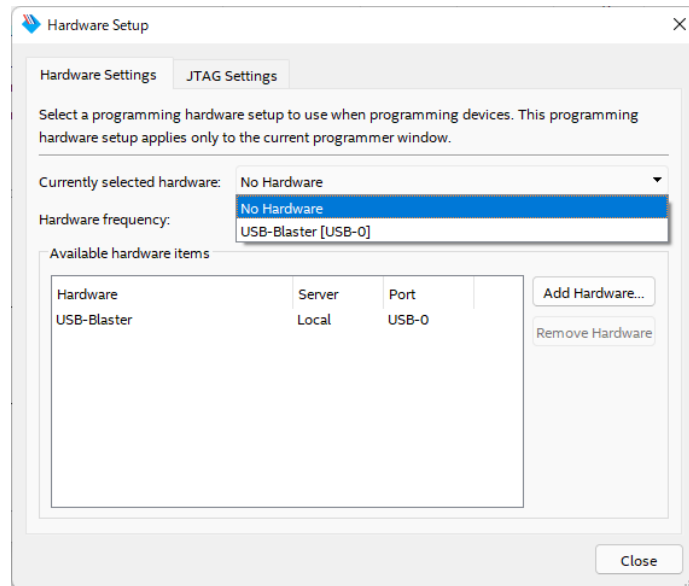 Hardware Setup
Hardware Settings
JTAG Settings
Select a programming hardware setup to use when programming devices. This programming
hardware setup applies only to the current programmer window.
Currently selected hardware: No Hardware
No Hardware
USB-Blaster [USB-0]
Hardware frequency:
Available hardware items
Hardware Server Port
USB-Blaster Local USB-0
Add Hardware...
Remove Hardware
Close